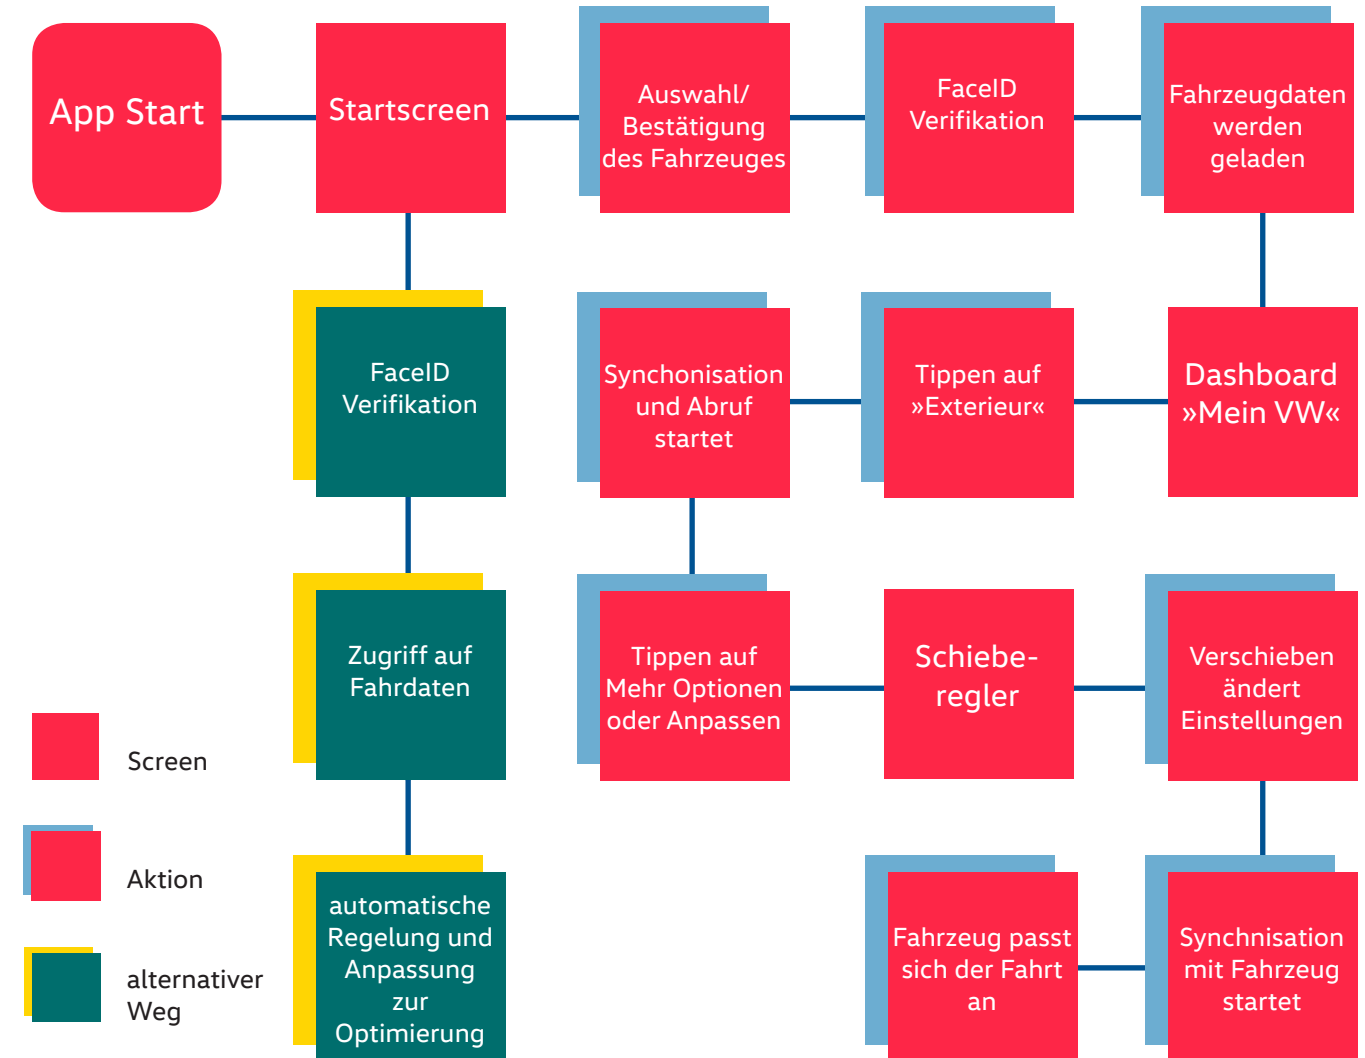 App Start
Startscreen
Auswahl/
Bestätigung
des Fahrzeuges
FaceID
Verifikation
Fahrzeugdaten
werden
geladen
FaceID
Verifikation
Synchonisation
und Abruf
startet
Tippen auf
»Exterieur«
Dashboard
»Mein VW«
Zugriff auf
Fahrdaten
Tippen auf
Mehr Optionen
oder Anpassen
Schiebe-
regler
Verschieben
ändert
Einstellungen
Screen
Aktion
alternativer
Weg
automatische
Regelung und
Anpassung
zur
Optimierung
Fahrzeug passt
sich der Fahrt
an
Synchnisation
mit Fahrzeug
startet